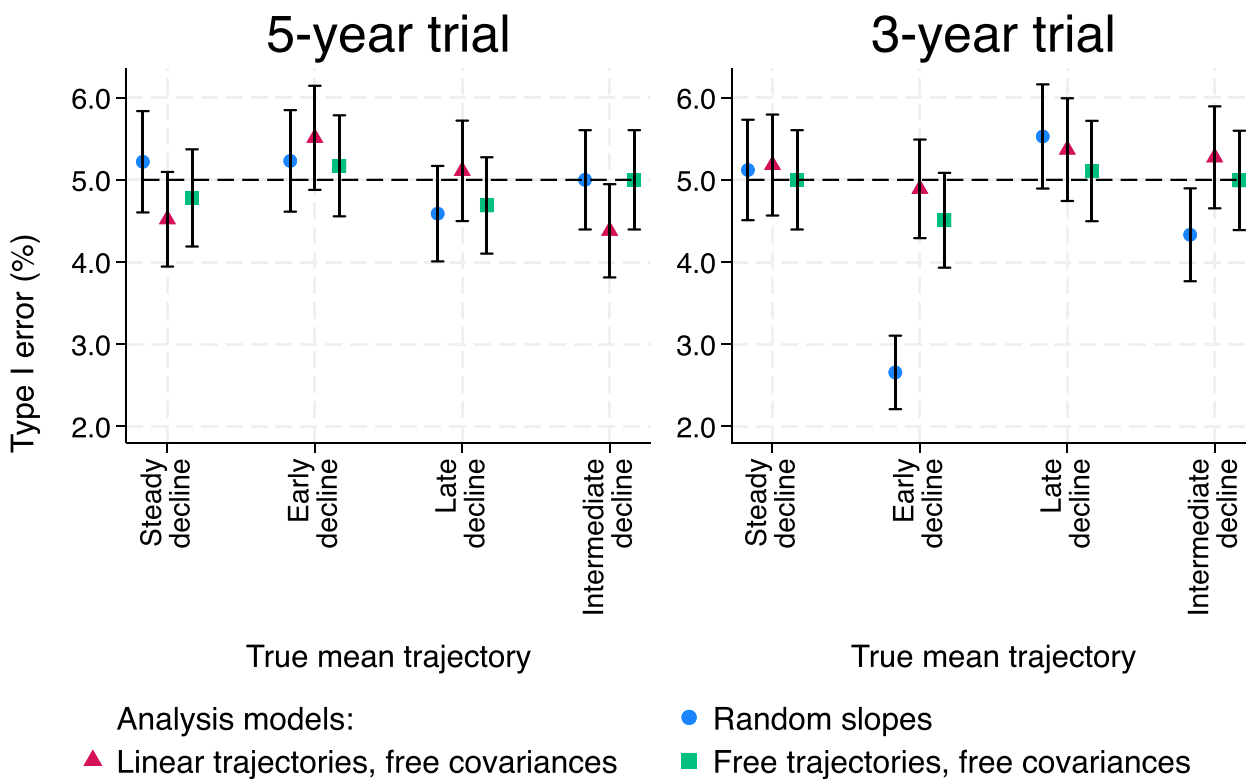 5-year trial
3-year trial
Type I error (%)
6.0
5.0
4.0
3.0
2.0
6.0
5.0
4.0
3.0
2.0
Steady
decline
Early
decline
Late
decline
Intermediate
decline
Steady
decline
Early
decline
Late
decline
Intermediate
decline
True mean trajectory
True mean trajectory
Analysis models:
Random slopes
Linear trajectories, free covariances
Free trajectories, free covariances